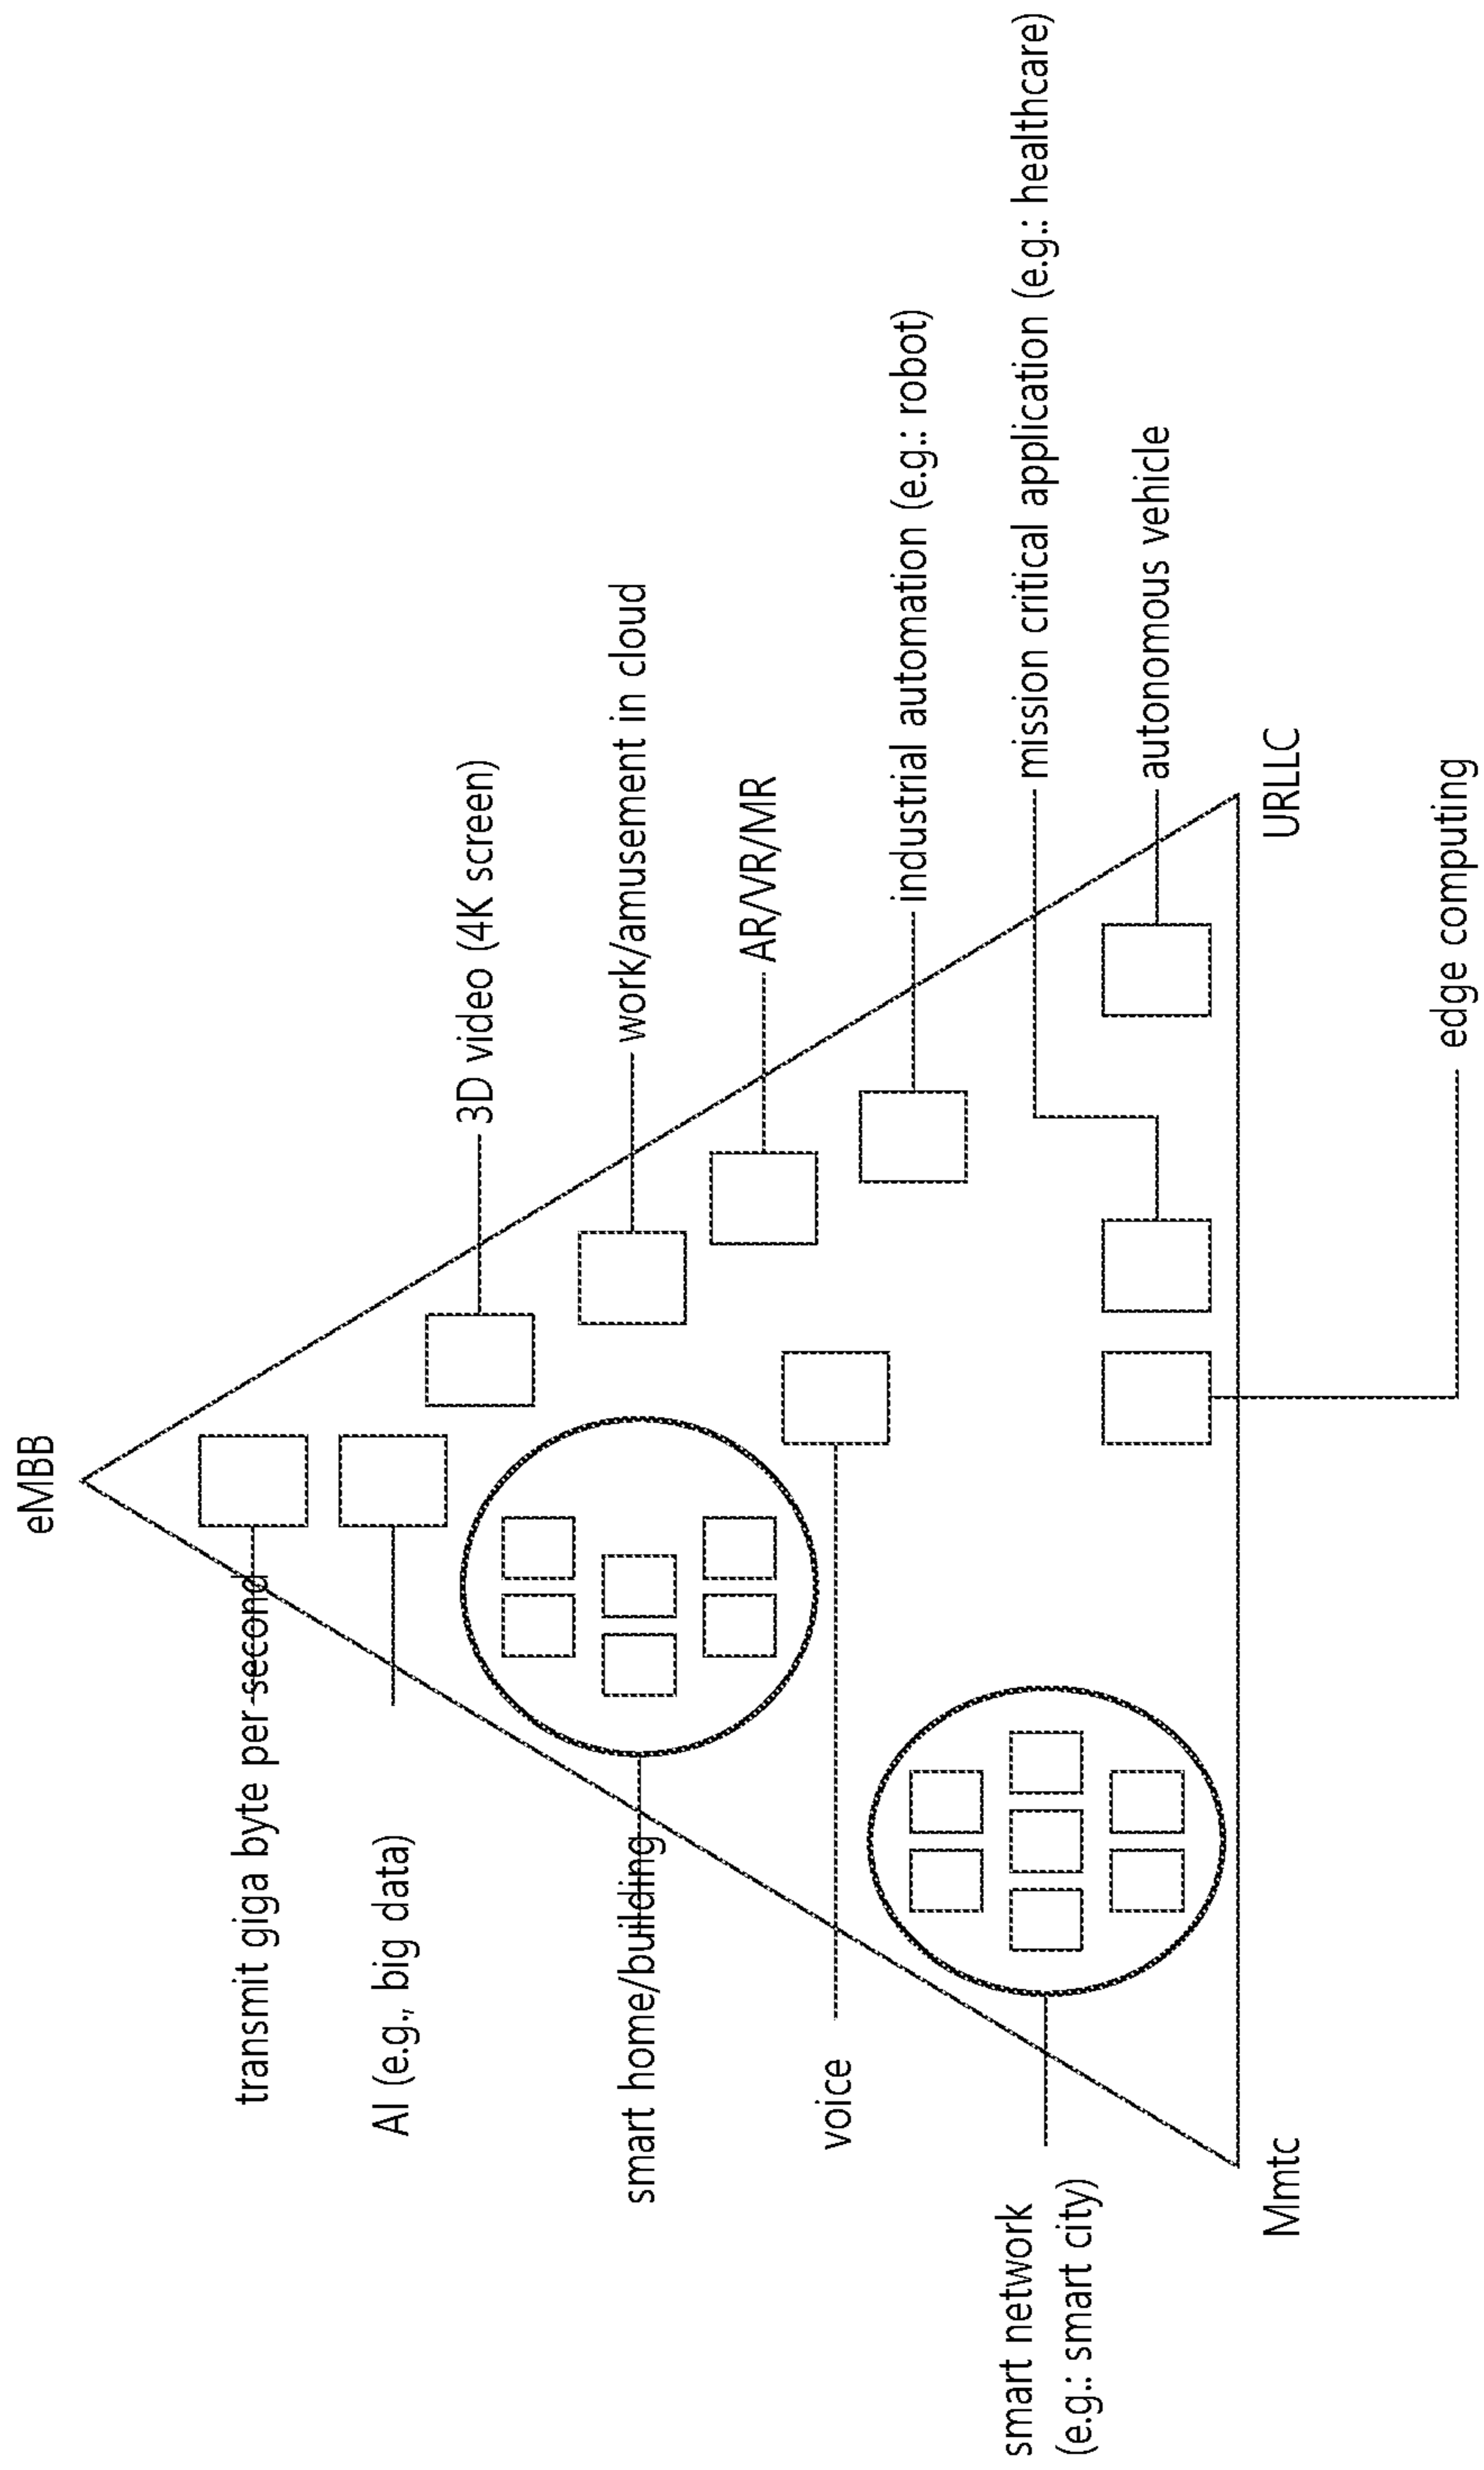 eMBB
transmit giga byte per second
AI (e.g., big data)
3D video (4K screen)
smart home/building
work/amusement in cloud
AR/VR/MR
voice
industrial automation (e.g.: robot)
smart network
(e.g.: smart city)
mission critical application (e.g.: healthcare)
autonomous vehicle
Mmtc
URLLC
edge computing